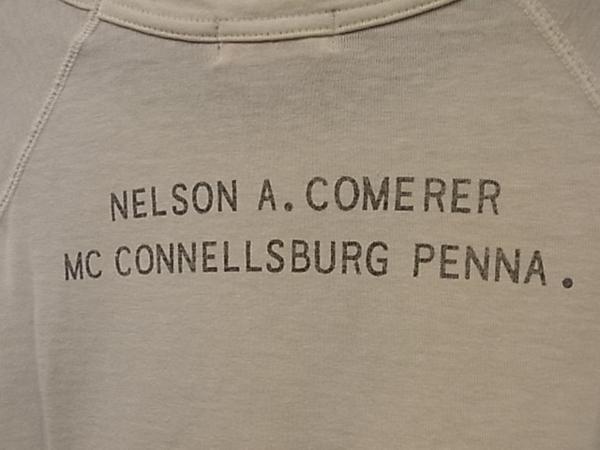 NELSON A. COMERER
MC CONNELLSBURG PENNA.